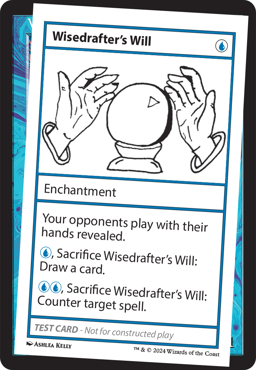 Wisedrafter's Will
Enchantment
Your opponents play with their
hands revealed.
, Sacrifice Wisedrafter's Will:
Draw a card.
, Sacrifice Wisedrafter's Will:
Counter target spell.
TEST CARD - Not for constructed play
Ashlea Kelly
™ & © 2024 Wizards of the Coast